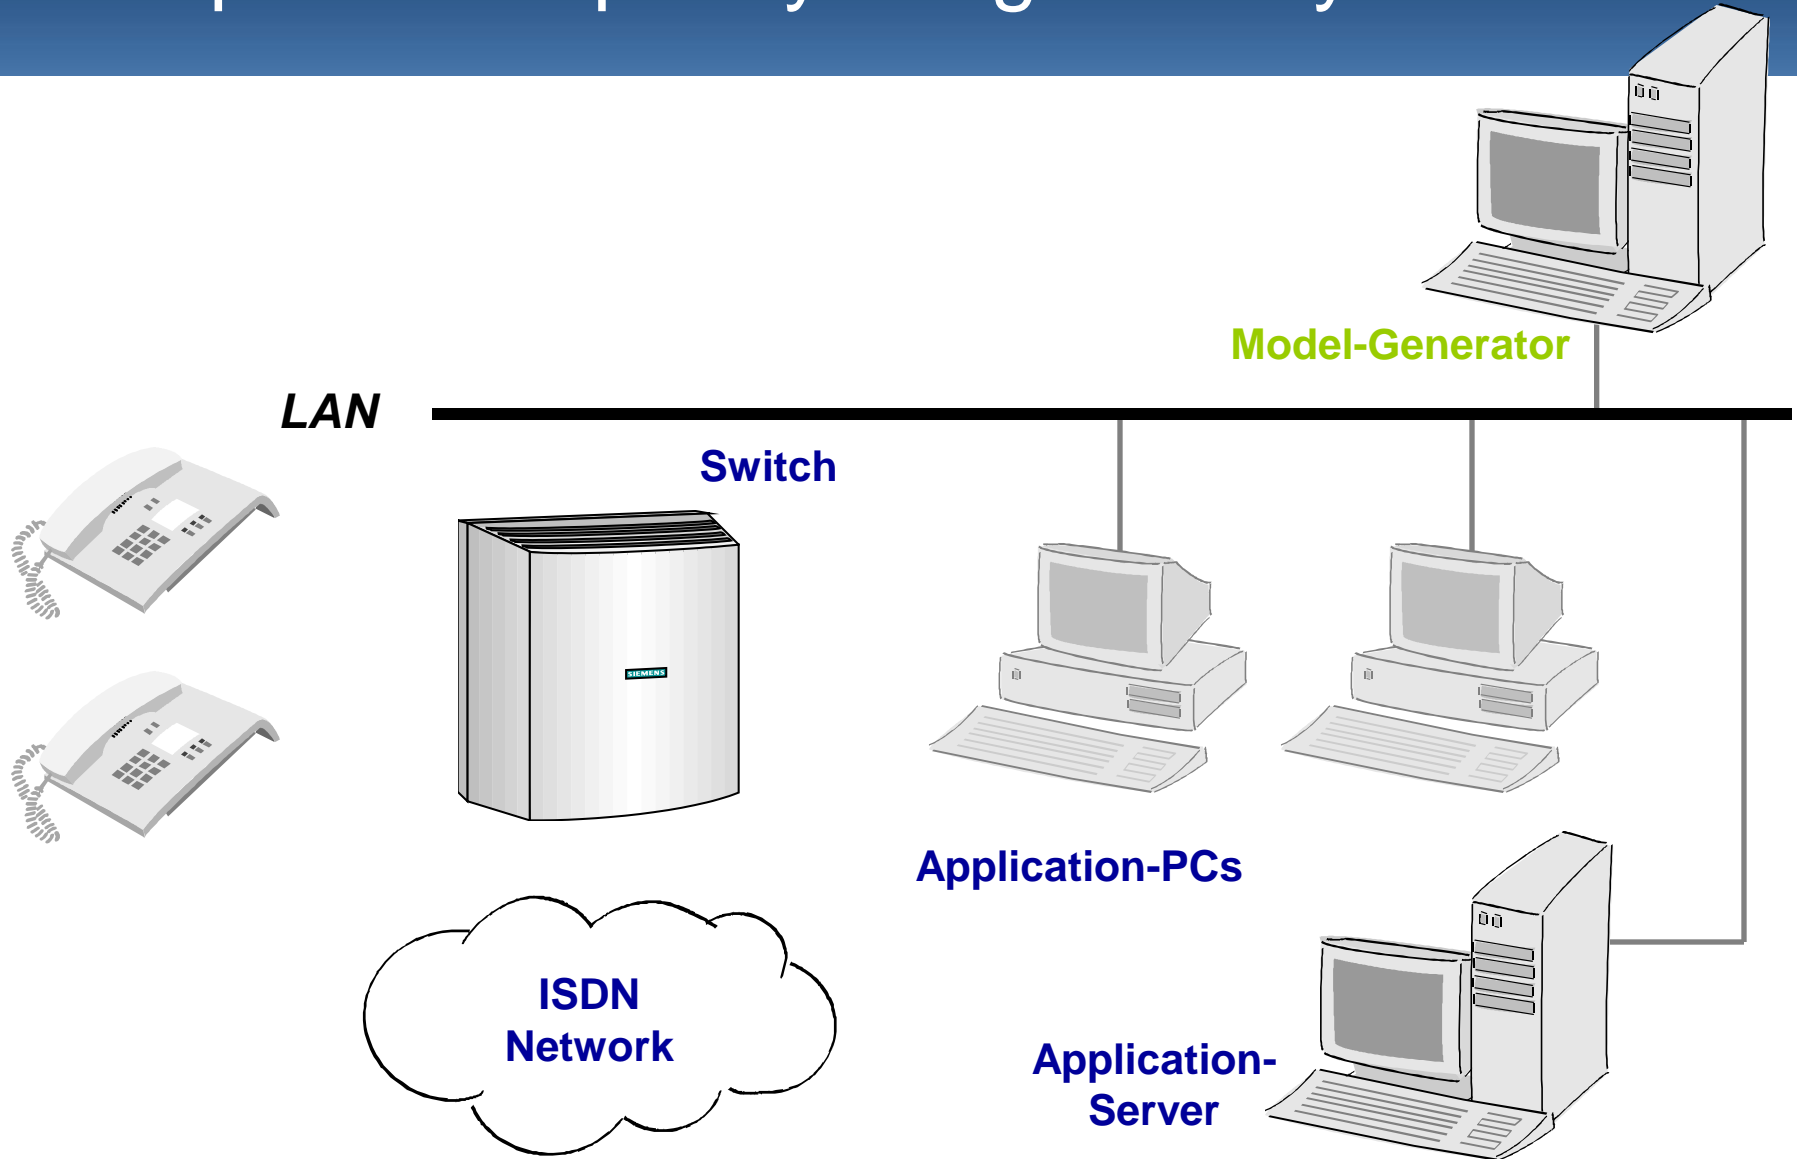 Model-Generator
LAN
Switch
SIEMENS
Application-PCs
ISDN
Network
Application-
Server